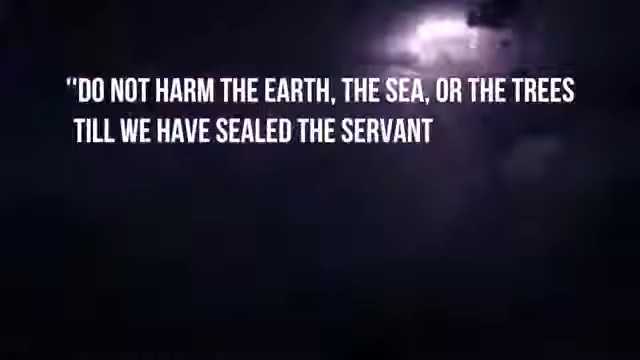 "DO NOT HARM THE EARTH, THE SEA, OR THE TREES
TILL WE HAVE SEALED THE SERVANT